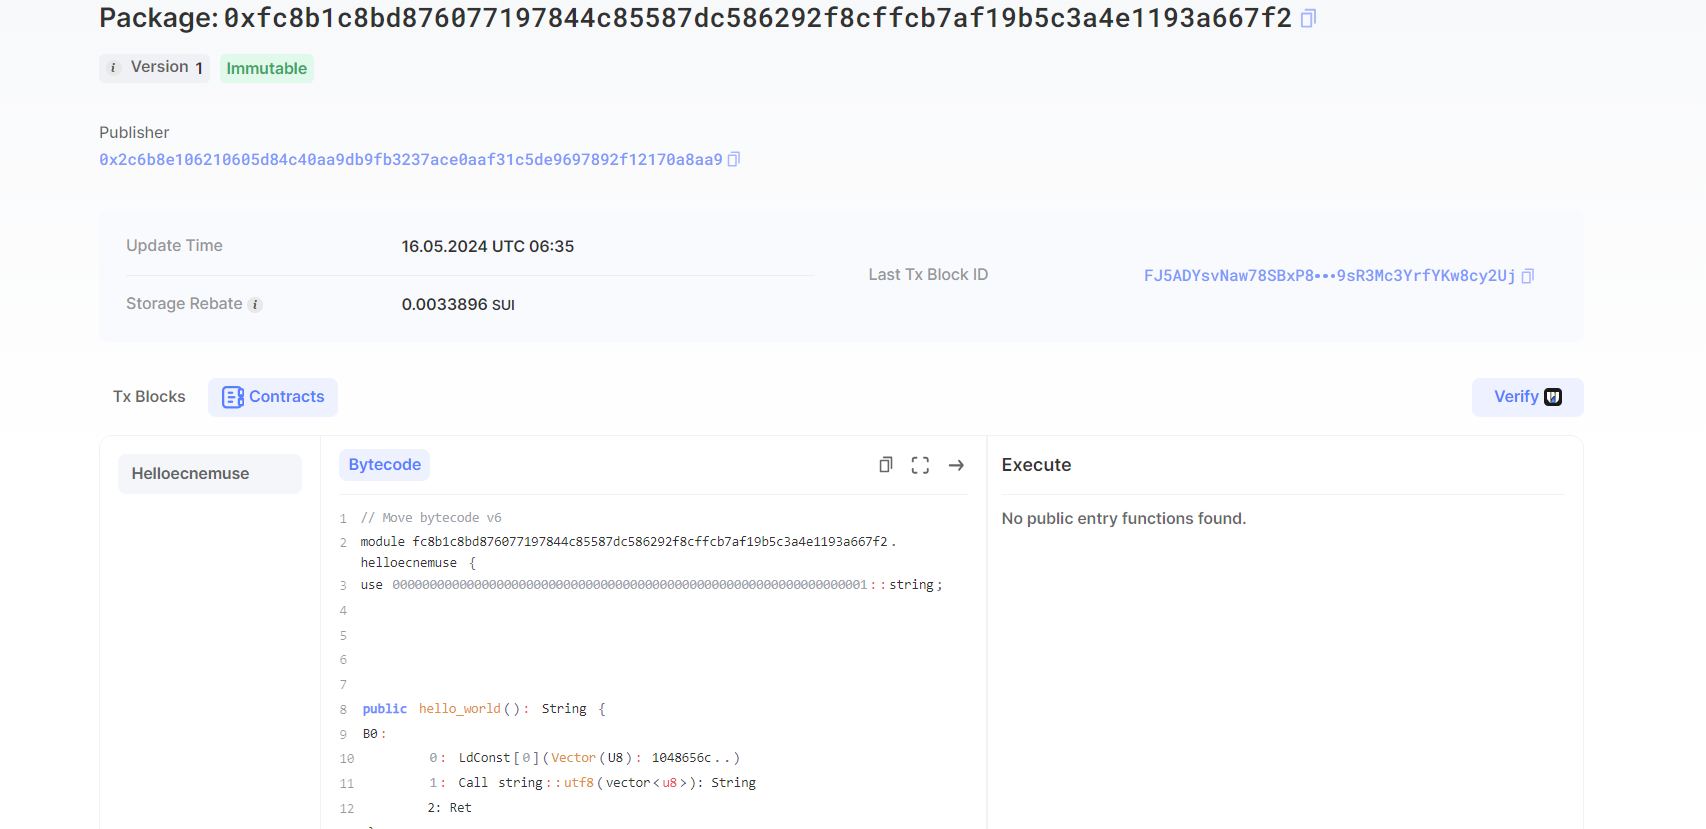 Package: 0xfc8b1c8bd876077197844c85587dc586292f8cffcb7af19b5c3a4e1193a667f2
i Version 1 Immutable
Publisher
0x2c6b8e106210605d84c40aa9db9fb3237ace0aaf31c5de9697892f12170a8aa9
Update Time 16.05.2024 UTC 06:35
Last Tx Block ID FJ5ADYsvNaw78SBxP8•••9sR3Mc3YrfYKw8cy2Uj
Storage Rebate i 0.0033896 SUI
Tx Blocks Contracts Verify
Helloecnemuse
Bytecode
Execute
No public entry functions found.
1 // Move bytecode v6
2 module fc8b1c8bd876077197844c85587dc586292f8cffcb7af19b5c3a4e1193a667f2.
helloecnemuse {
3 use 0000000000000000000000000000000000000000000000000000000000000001::string;
4
5
6
7
8 public hello_world(): String {
9 B0:
10 0: LdConst[0](Vector(U8): 1048656c..)
11 1: Call string::utf8(vector<u8>): String
12 2: Ret